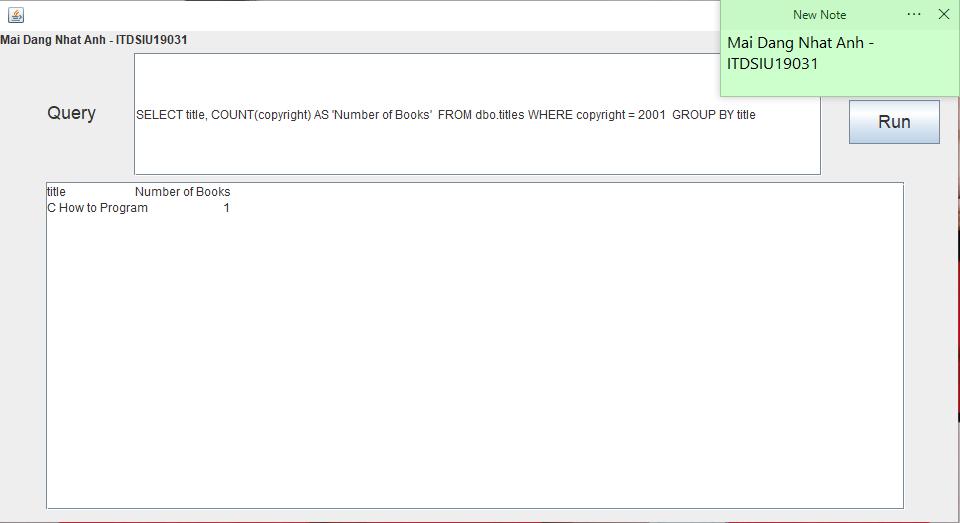 New Note
Mai Dang Nhat Anh - ITDSIU19031
Mai Dang Nhat Anh -
ITDSIU19031
Query
SELECT title, COUNT(copyright) AS 'Number of Books'  FROM dbo.titles WHERE copyright = 2001  GROUP BY title
Run
title Number of Books
C How to Program 1